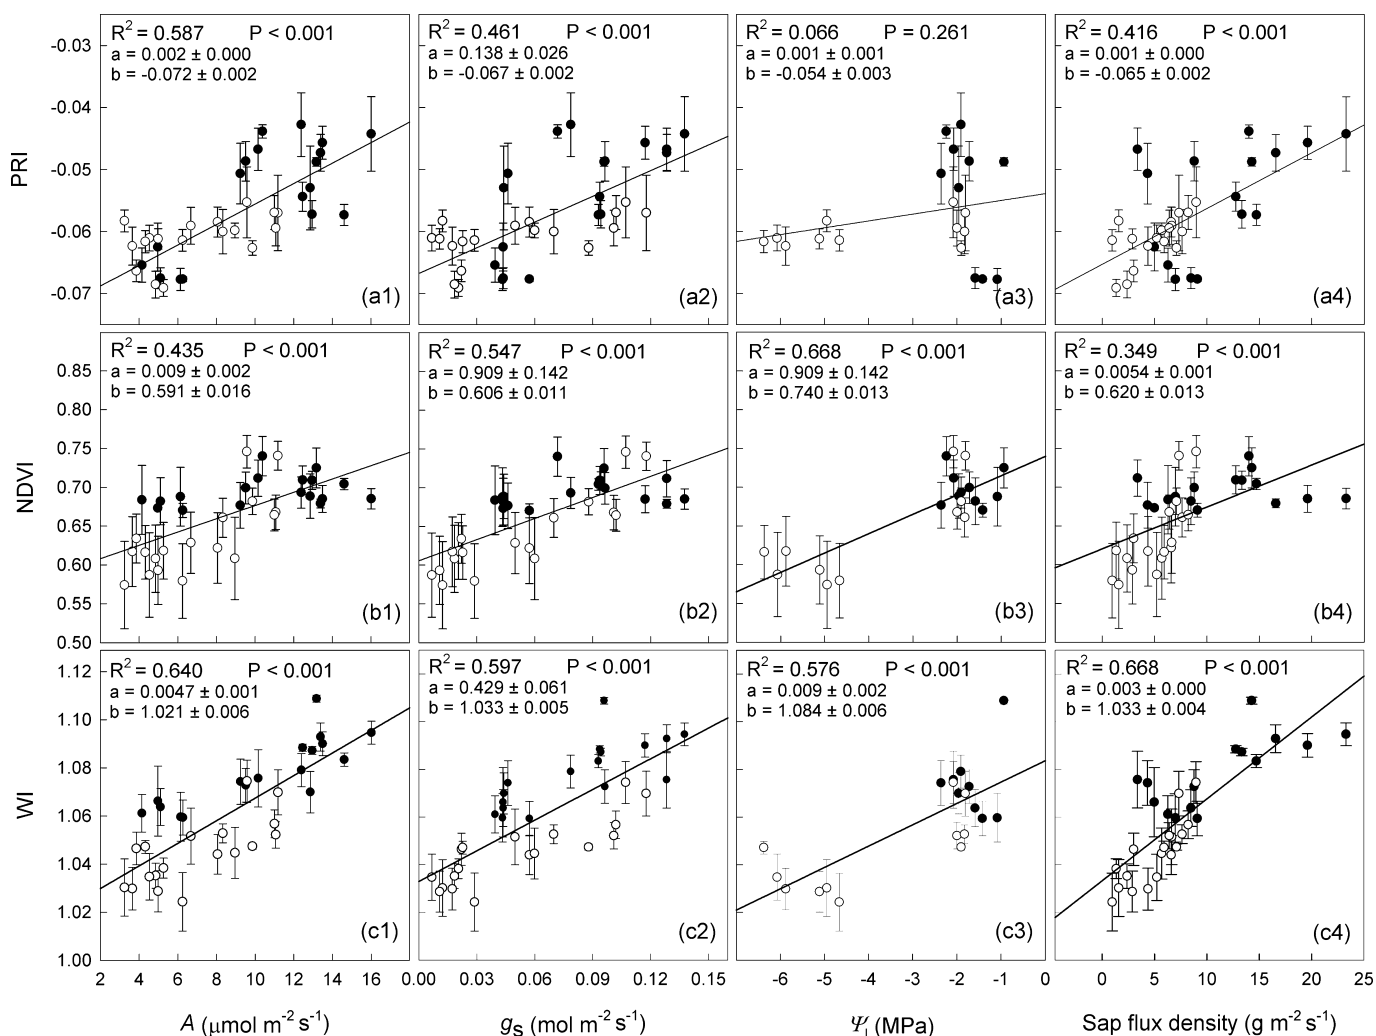 R² = 0.587 P < 0.001
a = 0.002 ± 0.000
b = -0.072 ± 0.002
(a1)
R² = 0.461 P < 0.001
a = 0.138 ± 0.026
b = -0.067 ± 0.002
(a2)
R² = 0.066 P = 0.261
a = 0.001 ± 0.001
b = -0.054 ± 0.003
(a3)
R² = 0.416 P < 0.001
a = 0.001 ± 0.000
b = -0.065 ± 0.002
(a4)
PRI
-0.03
-0.04
-0.05
-0.06
-0.07
R² = 0.435 P < 0.001
a = 0.009 ± 0.002
b = 0.591 ± 0.016
(b1)
R² = 0.547 P < 0.001
a = 0.909 ± 0.142
b = 0.606 ± 0.011
(b2)
R² = 0.668 P < 0.001
a = 0.909 ± 0.142
b = 0.740 ± 0.013
(b3)
R² = 0.349 P < 0.001
a = 0.0054 ± 0.001
b = 0.620 ± 0.013
(b4)
NDVI
0.85
0.80
0.75
0.70
0.65
0.60
0.55
0.50
R² = 0.640 P < 0.001
a = 0.0047 ± 0.001
b = 1.021 ± 0.006
(c1)
R² = 0.597 P < 0.001
a = 0.429 ± 0.061
b = 1.033 ± 0.005
(c2)
R² = 0.576 P < 0.001
a = 0.009 ± 0.002
b = 1.084 ± 0.006
(c3)
R² = 0.668 P < 0.001
a = 0.003 ± 0.000
b = 1.033 ± 0.004
(c4)
WI
1.12
1.10
1.08
1.06
1.04
1.02
1.00
2 4 6 8 10 12 14 16
0.00 0.03 0.06 0.09 0.12 0.15
-6 -5 -4 -3 -2 -1 0
0 5 10 15 20 25
A (μmol m⁻² s⁻¹)
gₛ (mol m⁻² s⁻¹)
Ψₗ (MPa)
Sap flux density (g m⁻² s⁻¹)